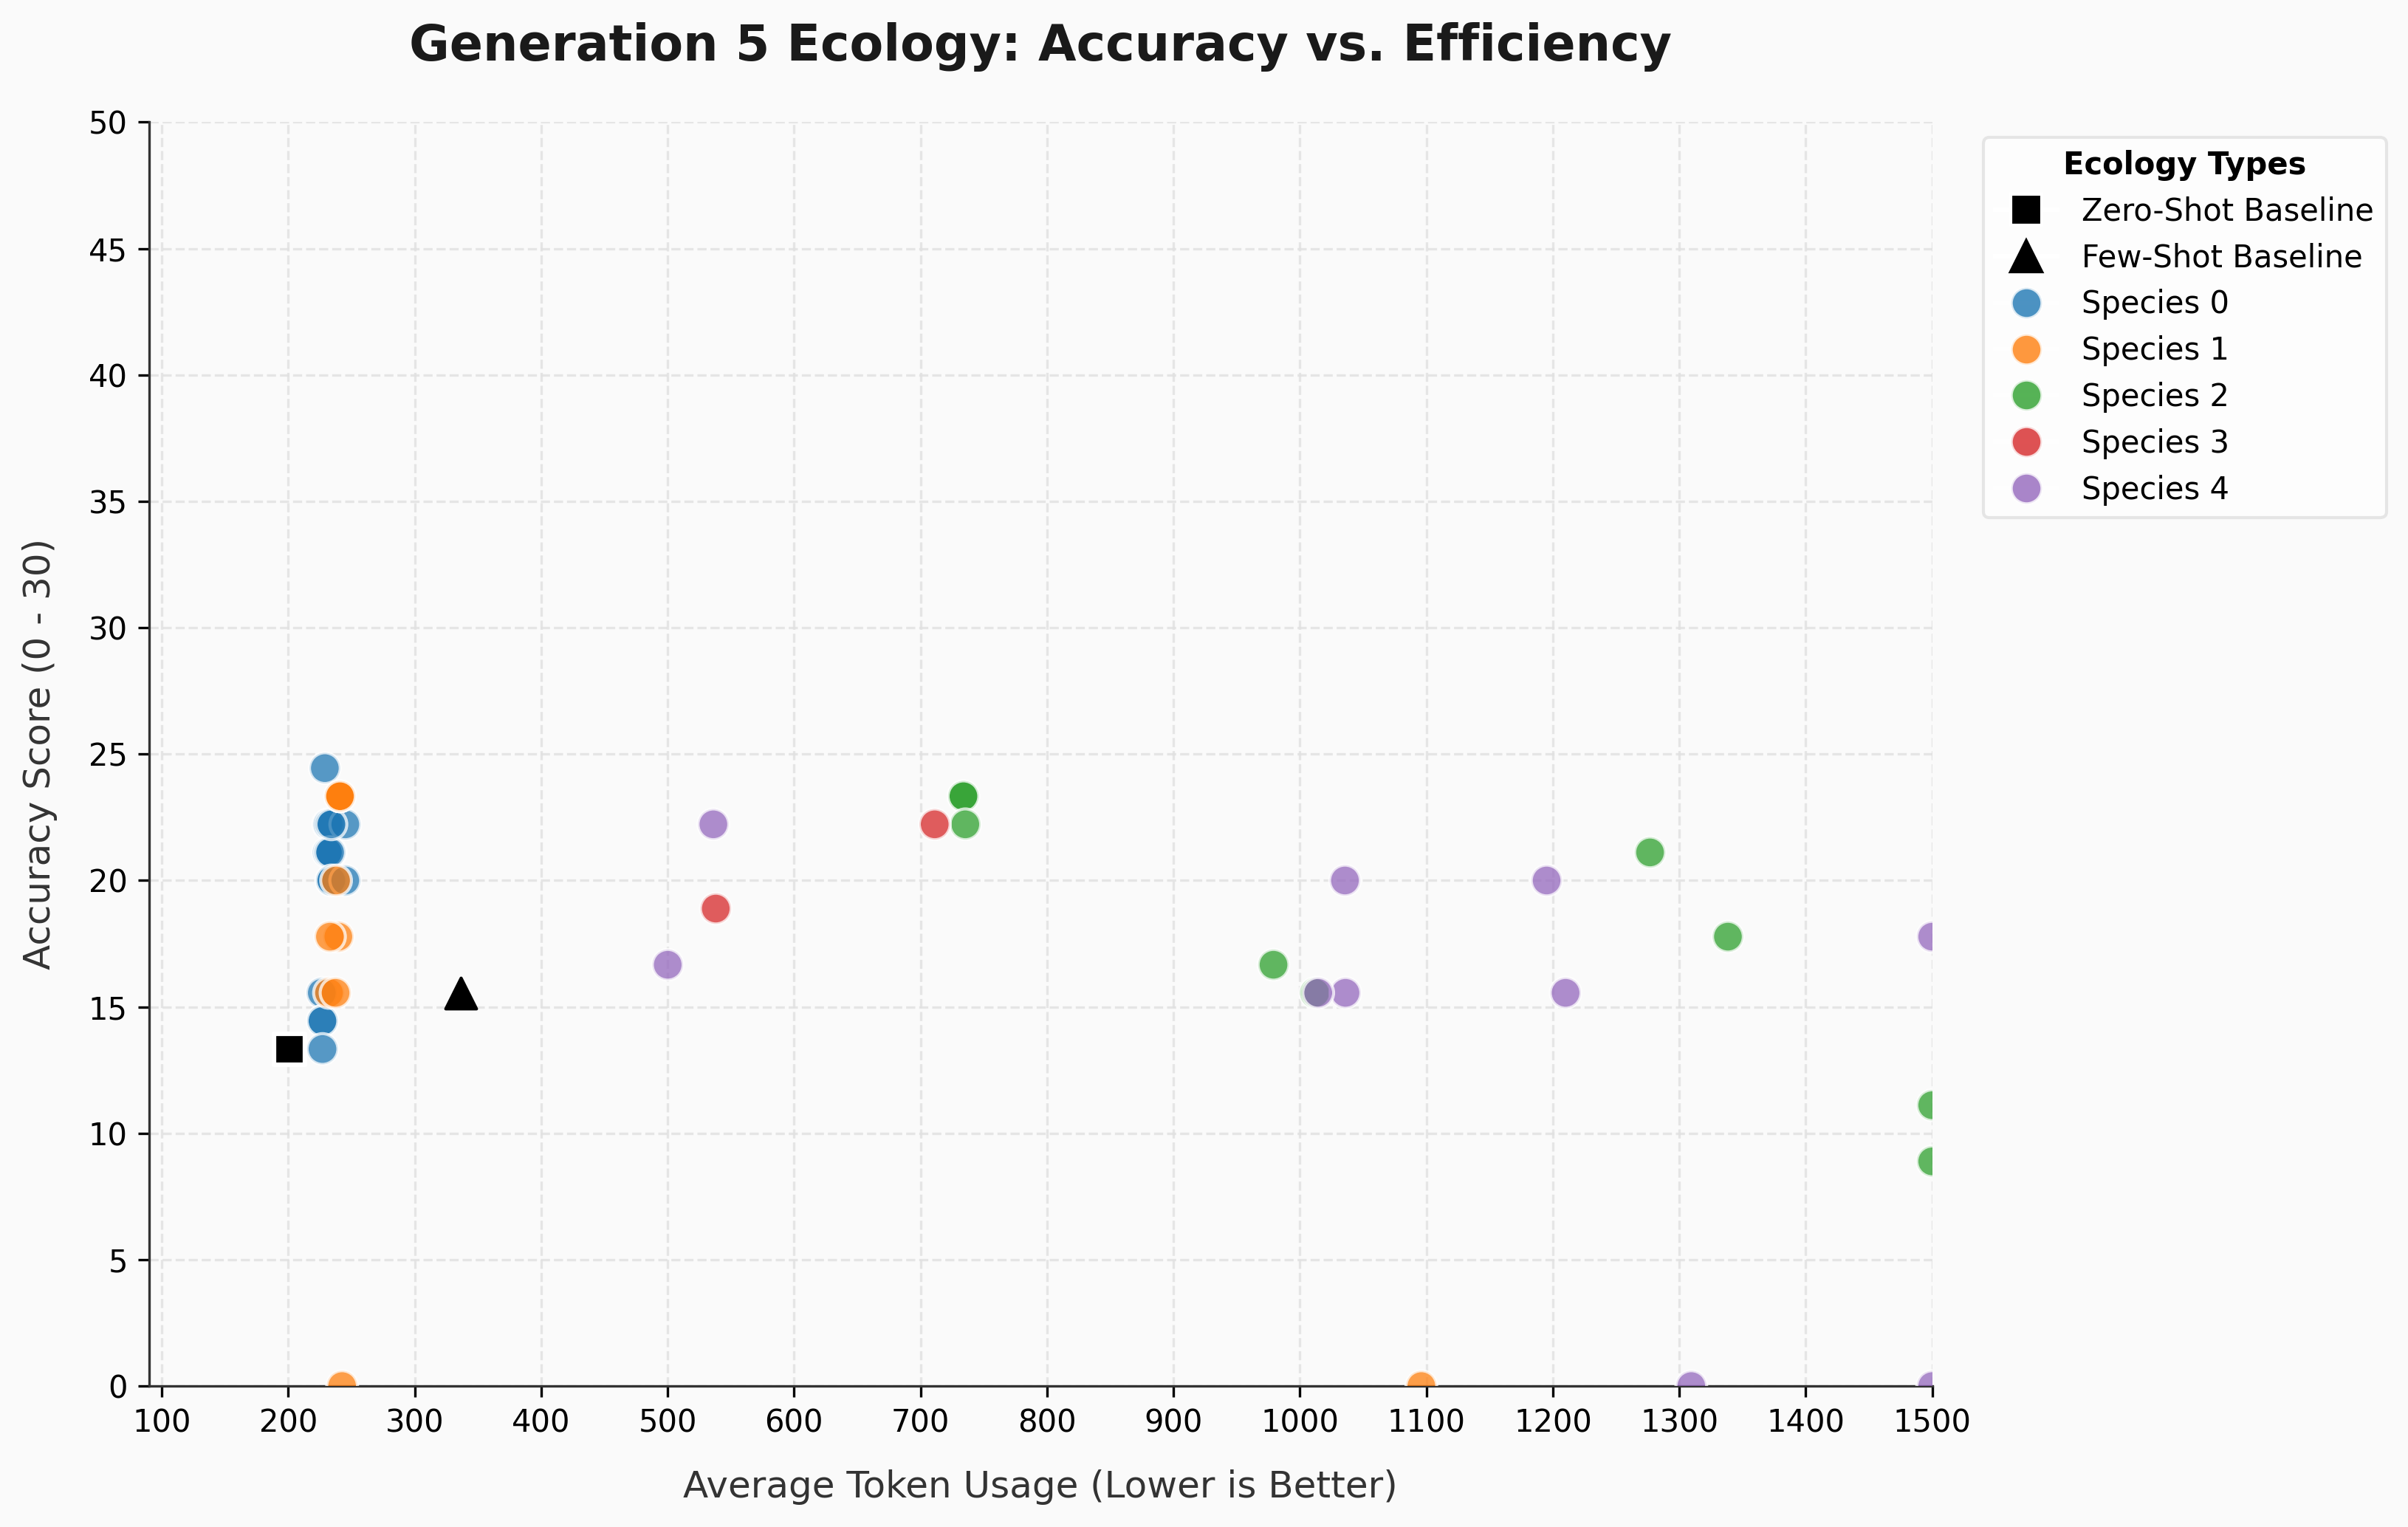 Generation 5 Ecology: Accuracy vs. Efficiency
50
45
40
35
30
25
20
15
10
5
0
Accuracy Score (0 - 30)
100 200 300 400 500 600 700 800 900 1000 1100 1200 1300 1400 1500
Average Token Usage (Lower is Better)
Ecology Types
Zero-Shot Baseline
Few-Shot Baseline
Species 0
Species 1
Species 2
Species 3
Species 4